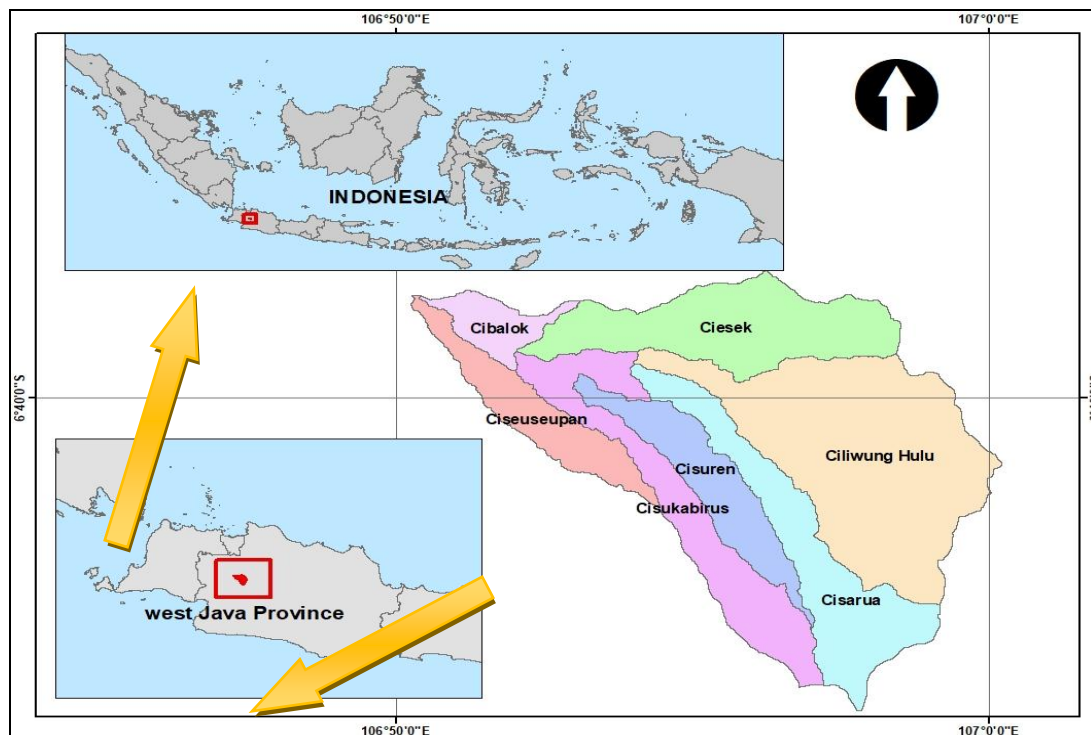 106°50'0"E
107°0'0"E
INDONESIA
Cibalok
Ciesek
6°40'0"S
Ciseuseupan
Ciliwung Hulu
Cisuren
Cisukabirus
Cisarua
west Java Province
106°50'0"E
107°0'0"E